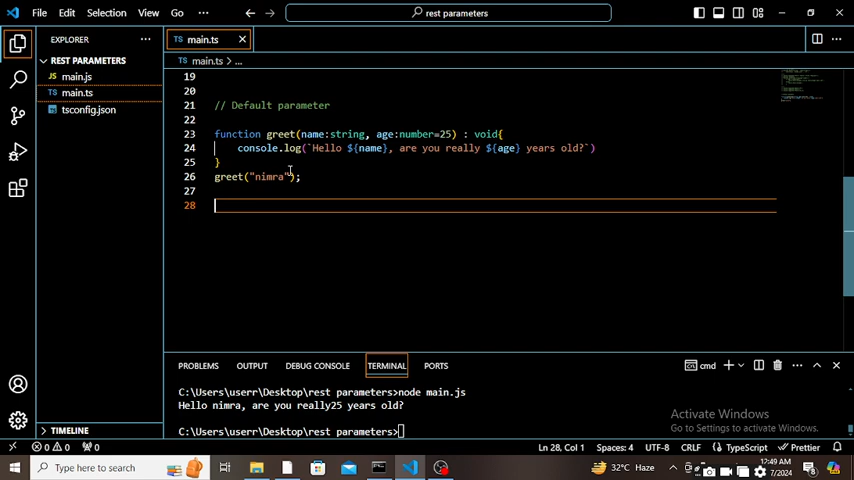 File Edit Selection View Go ··· rest parameters
EXPLORER
REST PARAMETERS
JS main.js
TS main.ts
tsconfig.json
TIMELINE
TS main.ts
TS main.ts > ...
19
20
21 // Default parameter
22
23 function greet(name:string, age:number=25) : void{
24 console.log(`Hello ${name}, are you really ${age} years old?`)
25 }
26 greet("nimra");
27
28
PROBLEMS OUTPUT DEBUG CONSOLE TERMINAL PORTS cmd
C:\Users\userr\Desktop\rest parameters>node main.js
Hello nimra, are you really25 years old?
C:\Users\userr\Desktop\rest parameters>
Activate Windows
Go to Settings to activate Windows.
0 0 0 Ln 28, Col 1 Spaces: 4 UTF-8 CRLF {} TypeScript Prettier
Type here to search 32°C Haze 12:49 AM
7/2024
8